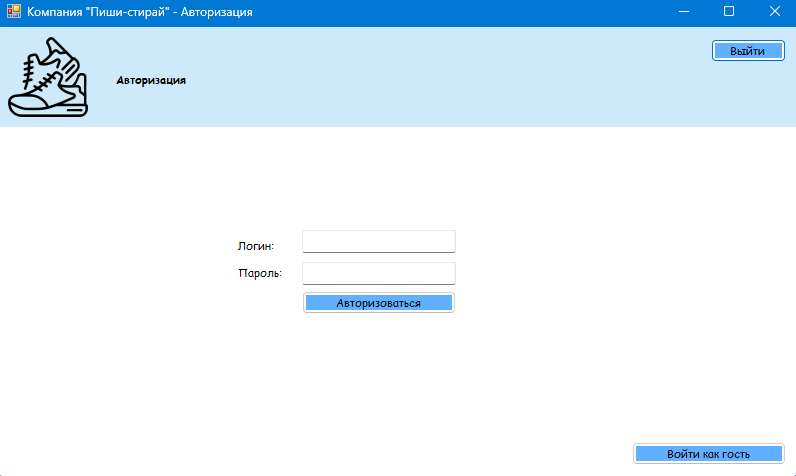 Компания "Пиши-стирай" - Авторизация
Выйти
Авторизация
Логин:
Пароль:
Авторизоваться
Войти как гость